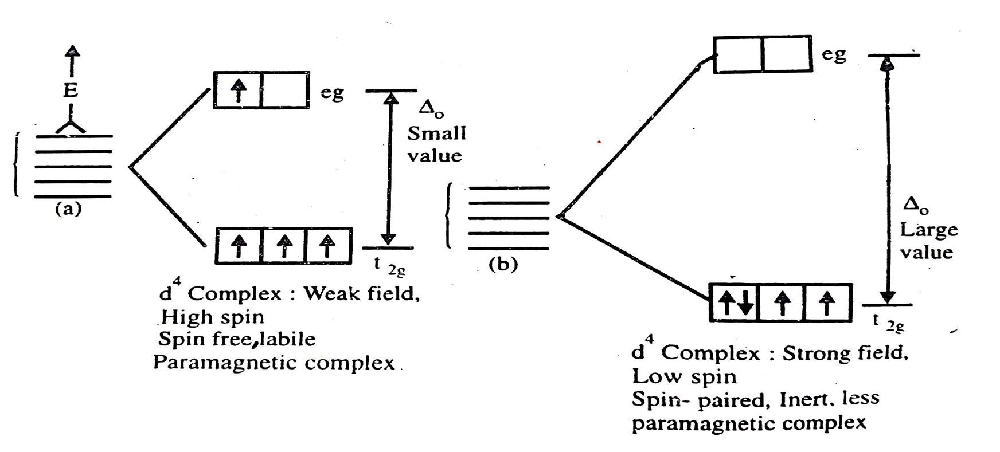 E
eg
Δo
Small
value
(a)
t 2g
d4 Complex : Weak field,
High spin
Spin free,labile
Paramagnetic complex.
eg
Δo
Large
value
(b)
t 2g
d4 Complex : Strong field,
Low spin
Spin- paired, Inert. less
paramagnetic complex